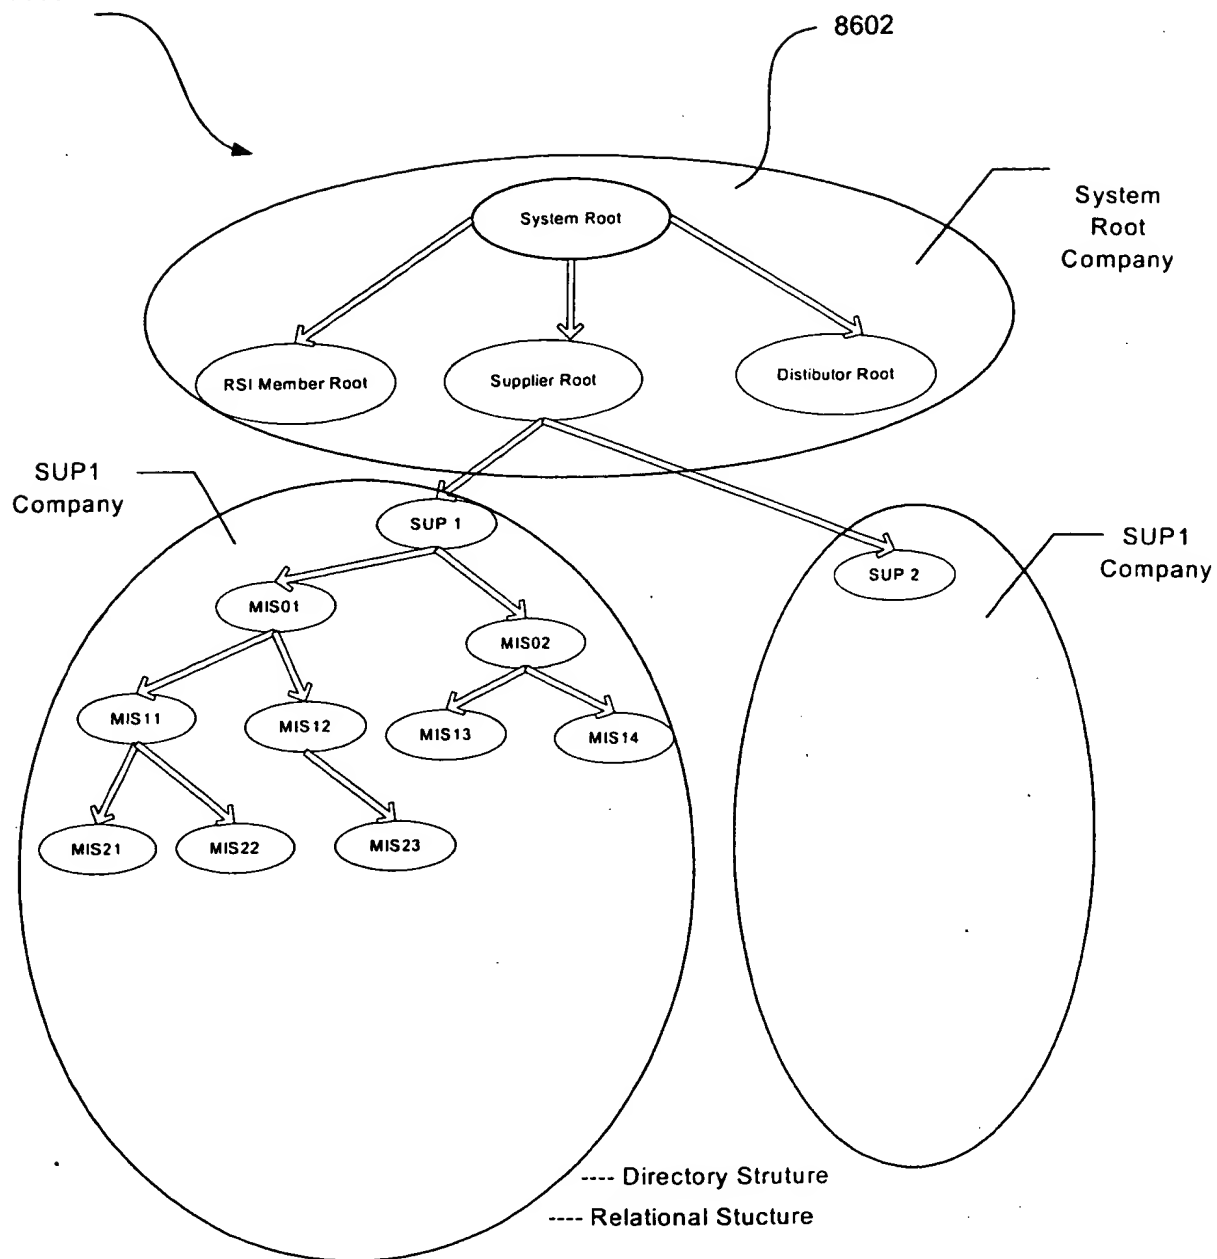 8602
System Root
System
Root
Company
RSI Member Root
Supplier Root
Distibutor Root
SUP1
Company
SUP 1
SUP 2
SUP1
Company
MIS01
MIS02
MIS11
MIS12
MIS13
MIS14
MIS21
MIS22
MIS23
---- Directory Struture
---- Relational Stucture